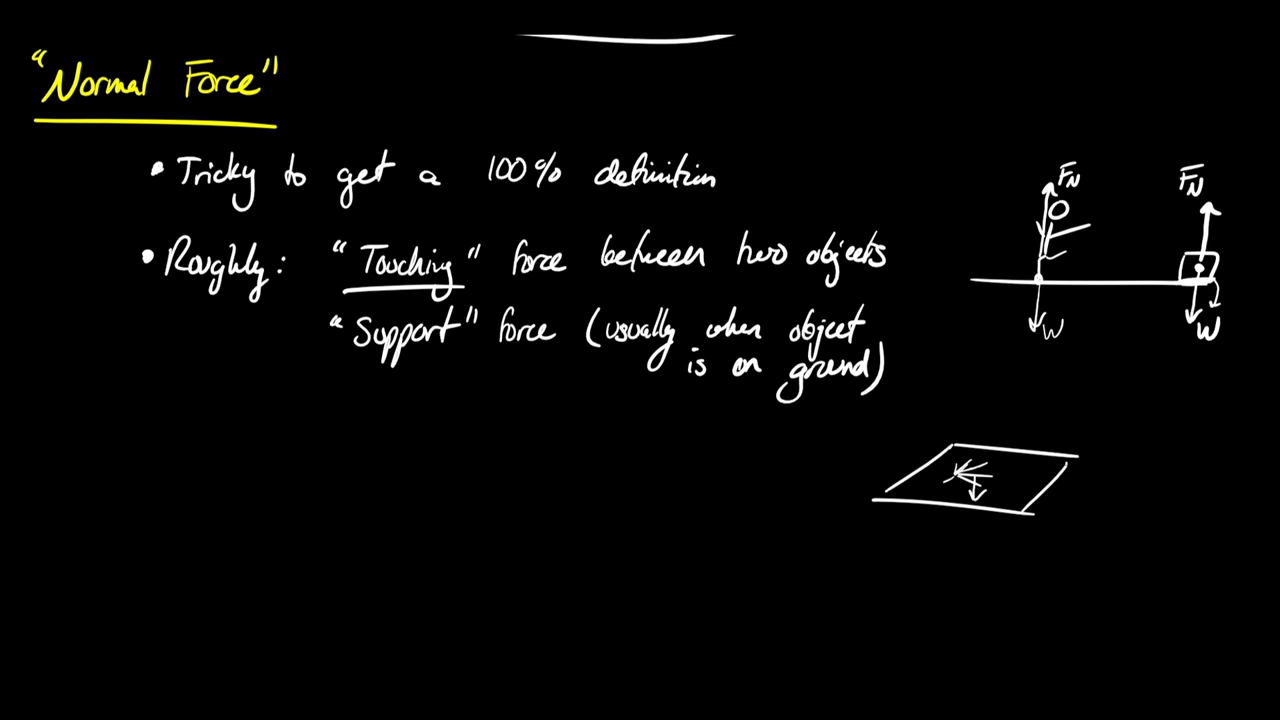 "Normal Force"
• Tricky to get a 100% definition
• Roughly: "Touching" force between two objects
"Support" force (usually when object
is on ground)
FN
FN
W
W